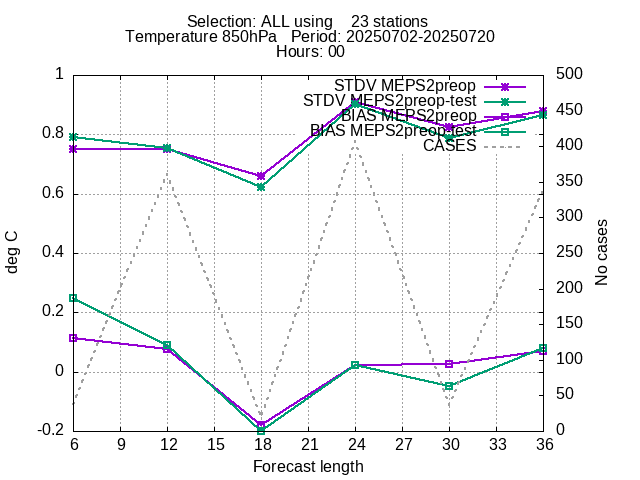 Selection: ALL using 23 stations
Temperature 850hPa Period: 20250702-20250720
Hours: 00
STDV MEPS2preop
STDV MEPS2preop-test
BIAS MEPS2preop
BIAS MEPS2preop-test
CASES
deg C
1
0.8
0.6
0.4
0.2
0
-0.2
500
450
400
350
300
250
200
150
100
50
0
No cases
6 9 12 15 18 21 24 27 30 33 36
Forecast length